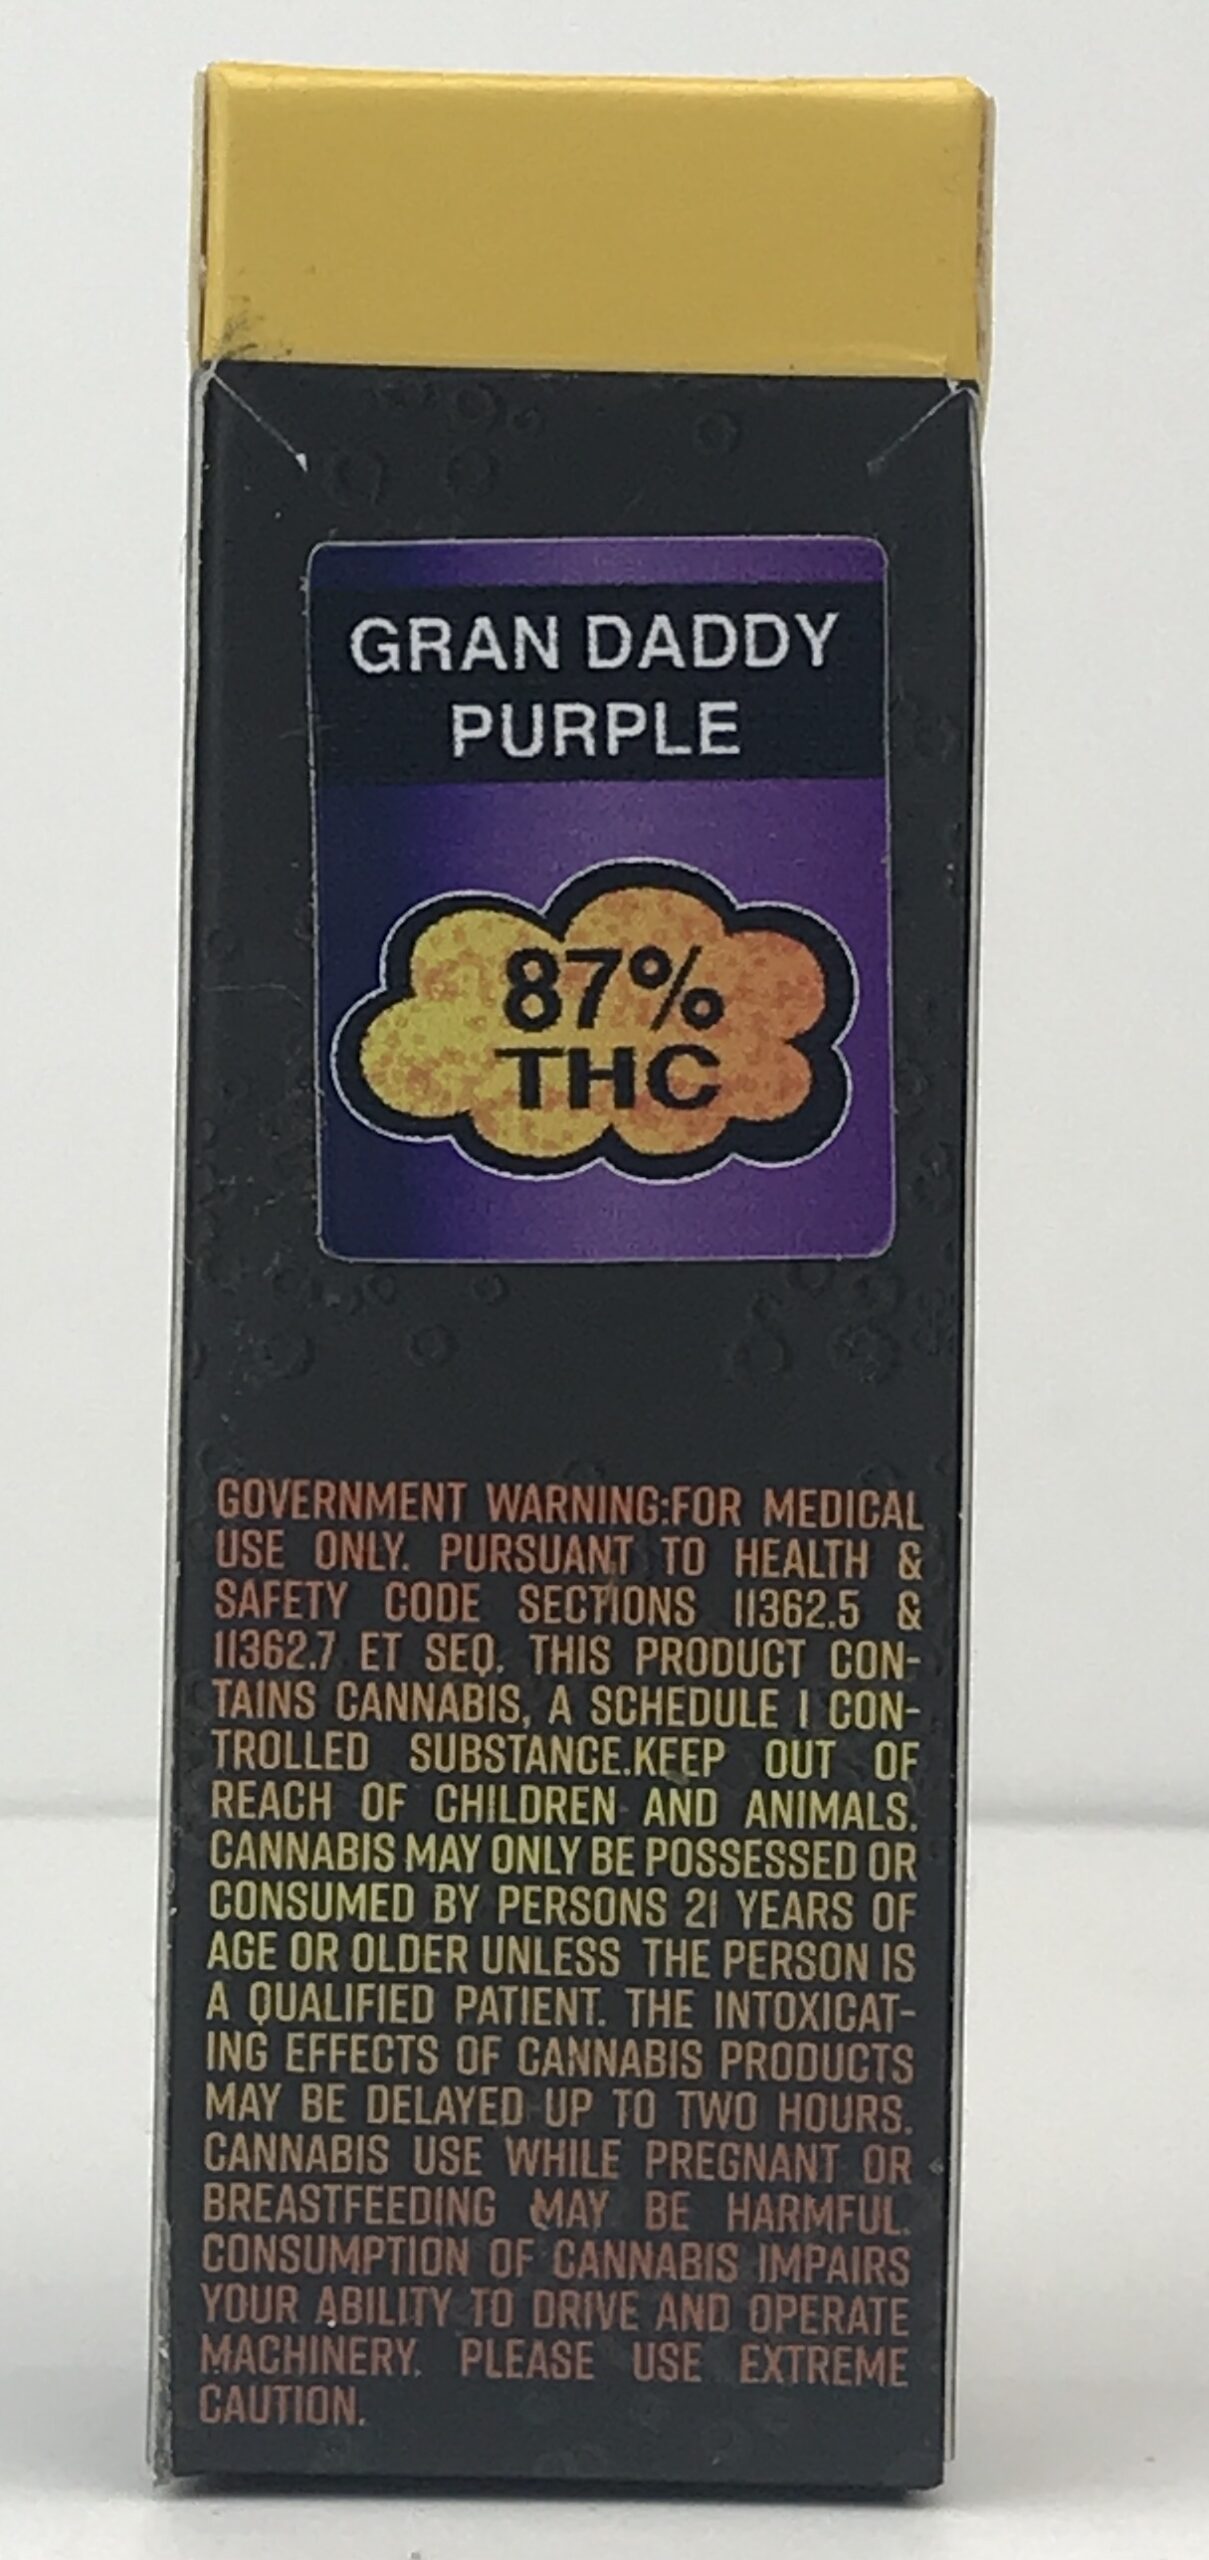 GRAN DADDY
PURPLE
87%
THC
GOVERNMENT WARNING:FOR MEDICAL
USE ONLY. PURSUANT TO HEALTH &
SAFETY CODE SECTIONS 11362.5 &
11362.7 ET SEQ. THIS PRODUCT CON-
TAINS CANNABIS, A SCHEDULE I CON-
TROLLED SUBSTANCE.KEEP OUT OF
REACH OF CHILDREN AND ANIMALS.
CANNABIS MAY ONLY BE POSSESSED OR
CONSUMED BY PERSONS 21 YEARS OF
AGE OR OLDER UNLESS THE PERSON IS
A QUALIFIED PATIENT. THE INTOXICAT-
ING EFFECTS OF CANNABIS PRODUCTS
MAY BE DELAYED UP TO TWO HOURS.
CANNABIS USE WHILE PREGNANT OR
BREASTFEEDING MAY BE HARMFUL.
CONSUMPTION OF CANNABIS IMPAIRS
YOUR ABILITY TO DRIVE AND OPERATE
MACHINERY. PLEASE USE EXTREME
CAUTION.